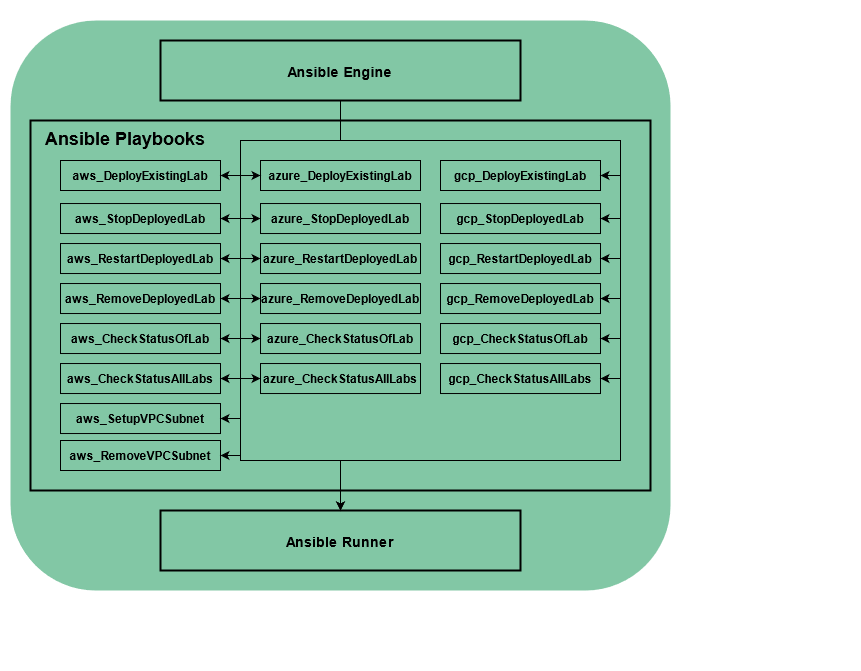 Ansible Engine
Ansible Playbooks
aws_DeployExistingLab
azure_DeployExistingLab
gcp_DeployExistingLab
aws_StopDeployedLab
azure_StopDeployedLab
gcp_StopDeployedLab
aws_RestartDeployedLab
azure_RestartDeployedLab
gcp_RestartDeployedLab
aws_RemoveDeployedLab
azure_RemoveDeployedLab
gcp_RemoveDeployedLab
aws_CheckStatusOfLab
azure_CheckStatusOfLab
gcp_CheckStatusOfLab
aws_CheckStatusAllLabs
azure_CheckStatusAllLabs
gcp_CheckStatusAllLabs
aws_SetupVPCSubnet
aws_RemoveVPCSubnet
Ansible Runner